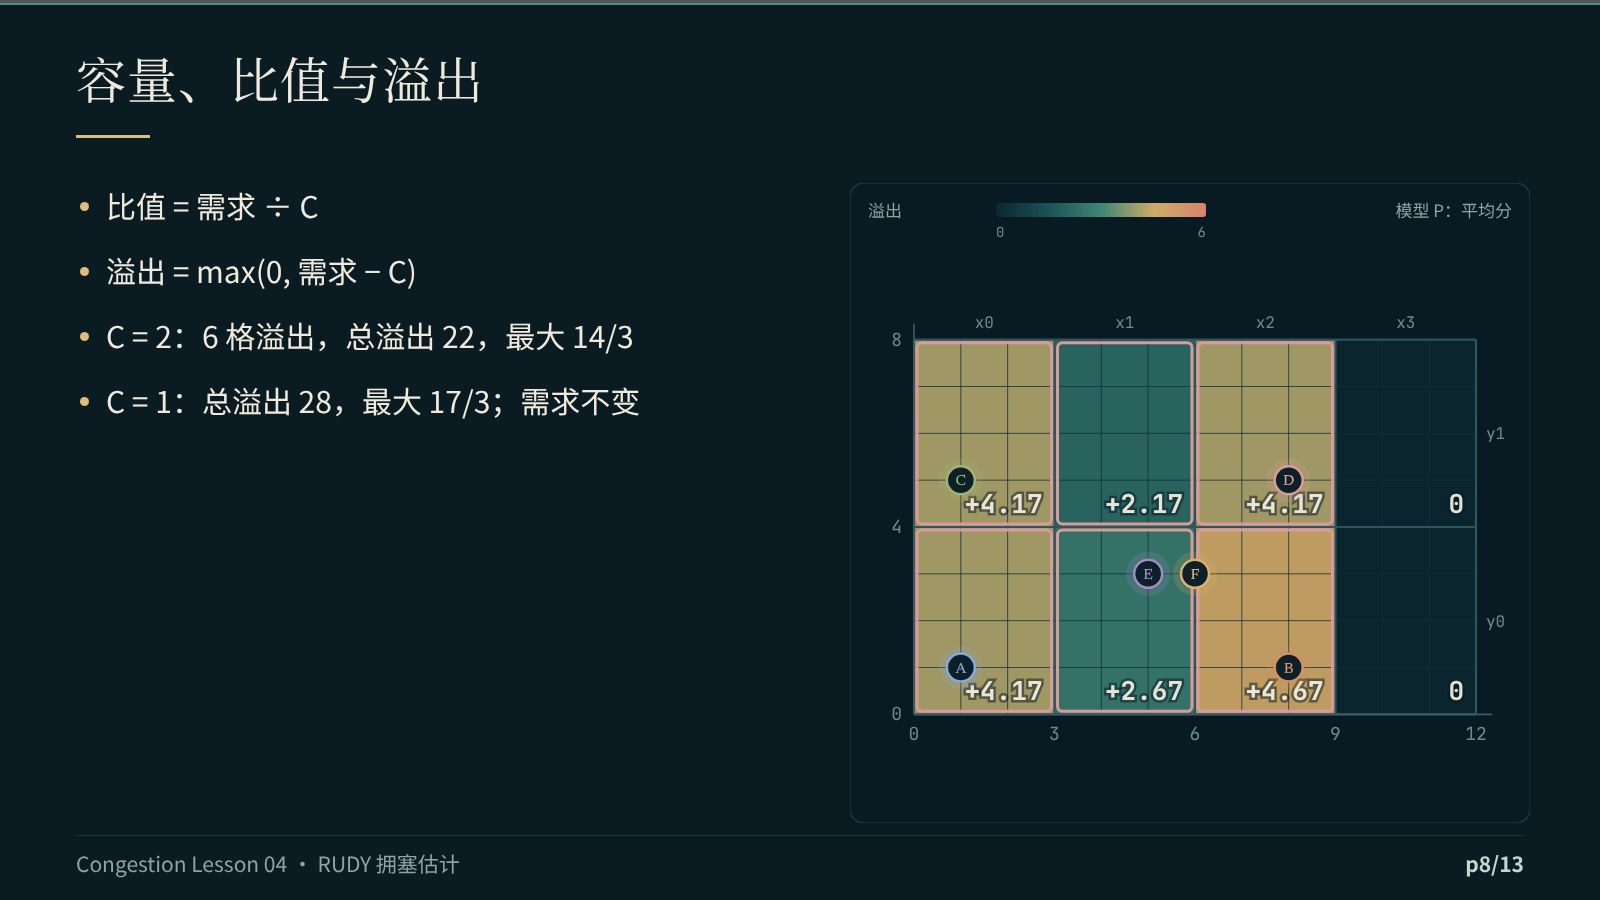 容量、比值与溢出
• 比值 = 需求 ÷ C
• 溢出 = max(0, 需求 − C)
• C = 2：6 格溢出，总溢出 22，最大 14/3
• C = 1：总溢出 28，最大 17/3；需求不变
溢出
0 6
模型 P：平均分
x0 x1 x2 x3
8
y1
C D
+4.17 +2.17 +4.17 0
4
E F
y0
A B
+4.17 +2.67 +4.67 0
0
0 3 6 9 12
Congestion Lesson 04 · RUDY 拥塞估计
p8/13